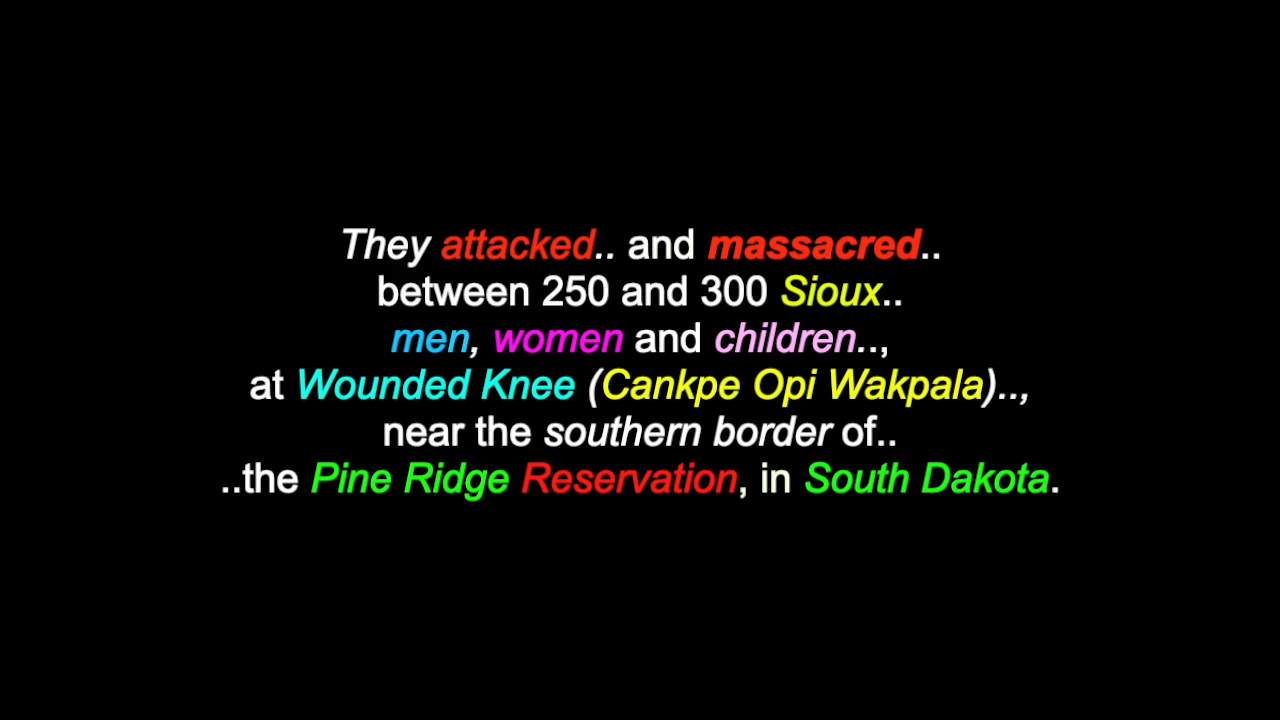 They attacked.. and massacred..
between 250 and 300 Sioux..
men, women and children..,
at Wounded Knee (Cankpe Opi Wakpala)..,
near the southern border of..
..the Pine Ridge Reservation, in South Dakota.